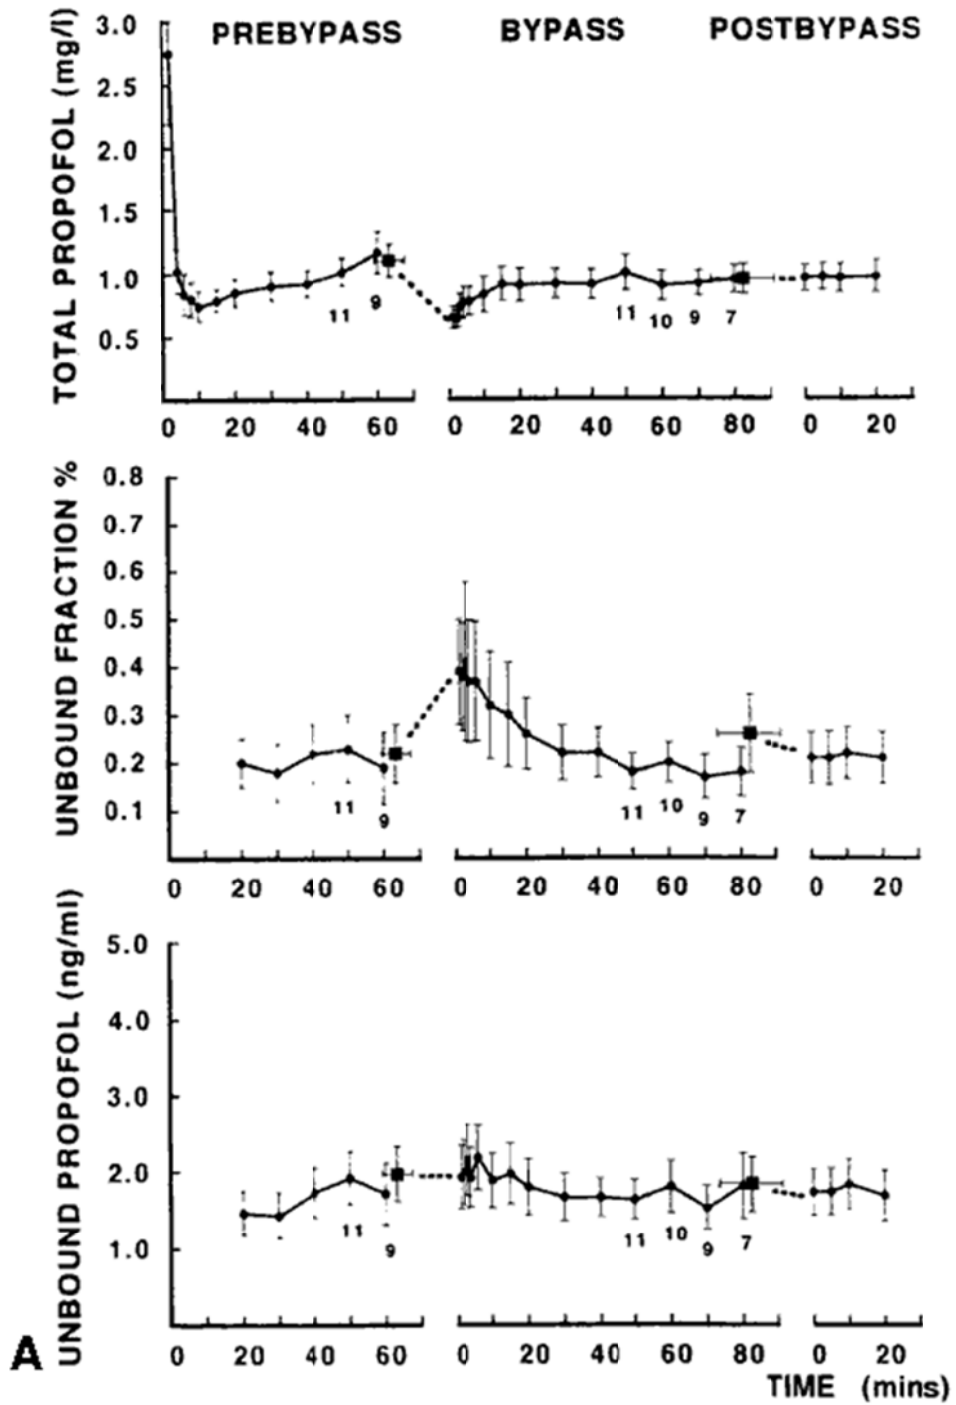 PREBYPASS BYPASS POSTBYPASS
TOTAL PROPOFOL (mg/l)
3.0
2.5
2.0
1.5
1.0
0.5
11 9 11 10 9 7
0 20 40 60 0 20 40 60 80 0 20
UNBOUND FRACTION %
0.8
0.7
0.6
0.5
0.4
0.3
0.2
0.1
11 9 11 10 9 7
0 20 40 60 0 20 40 60 80 0 20
UNBOUND PROPOFOL (ng/ml)
5.0
4.0
3.0
2.0
1.0
11 9 11 10 9 7
0 20 40 60 0 20 40 60 80 0 20
A
TIME (mins)